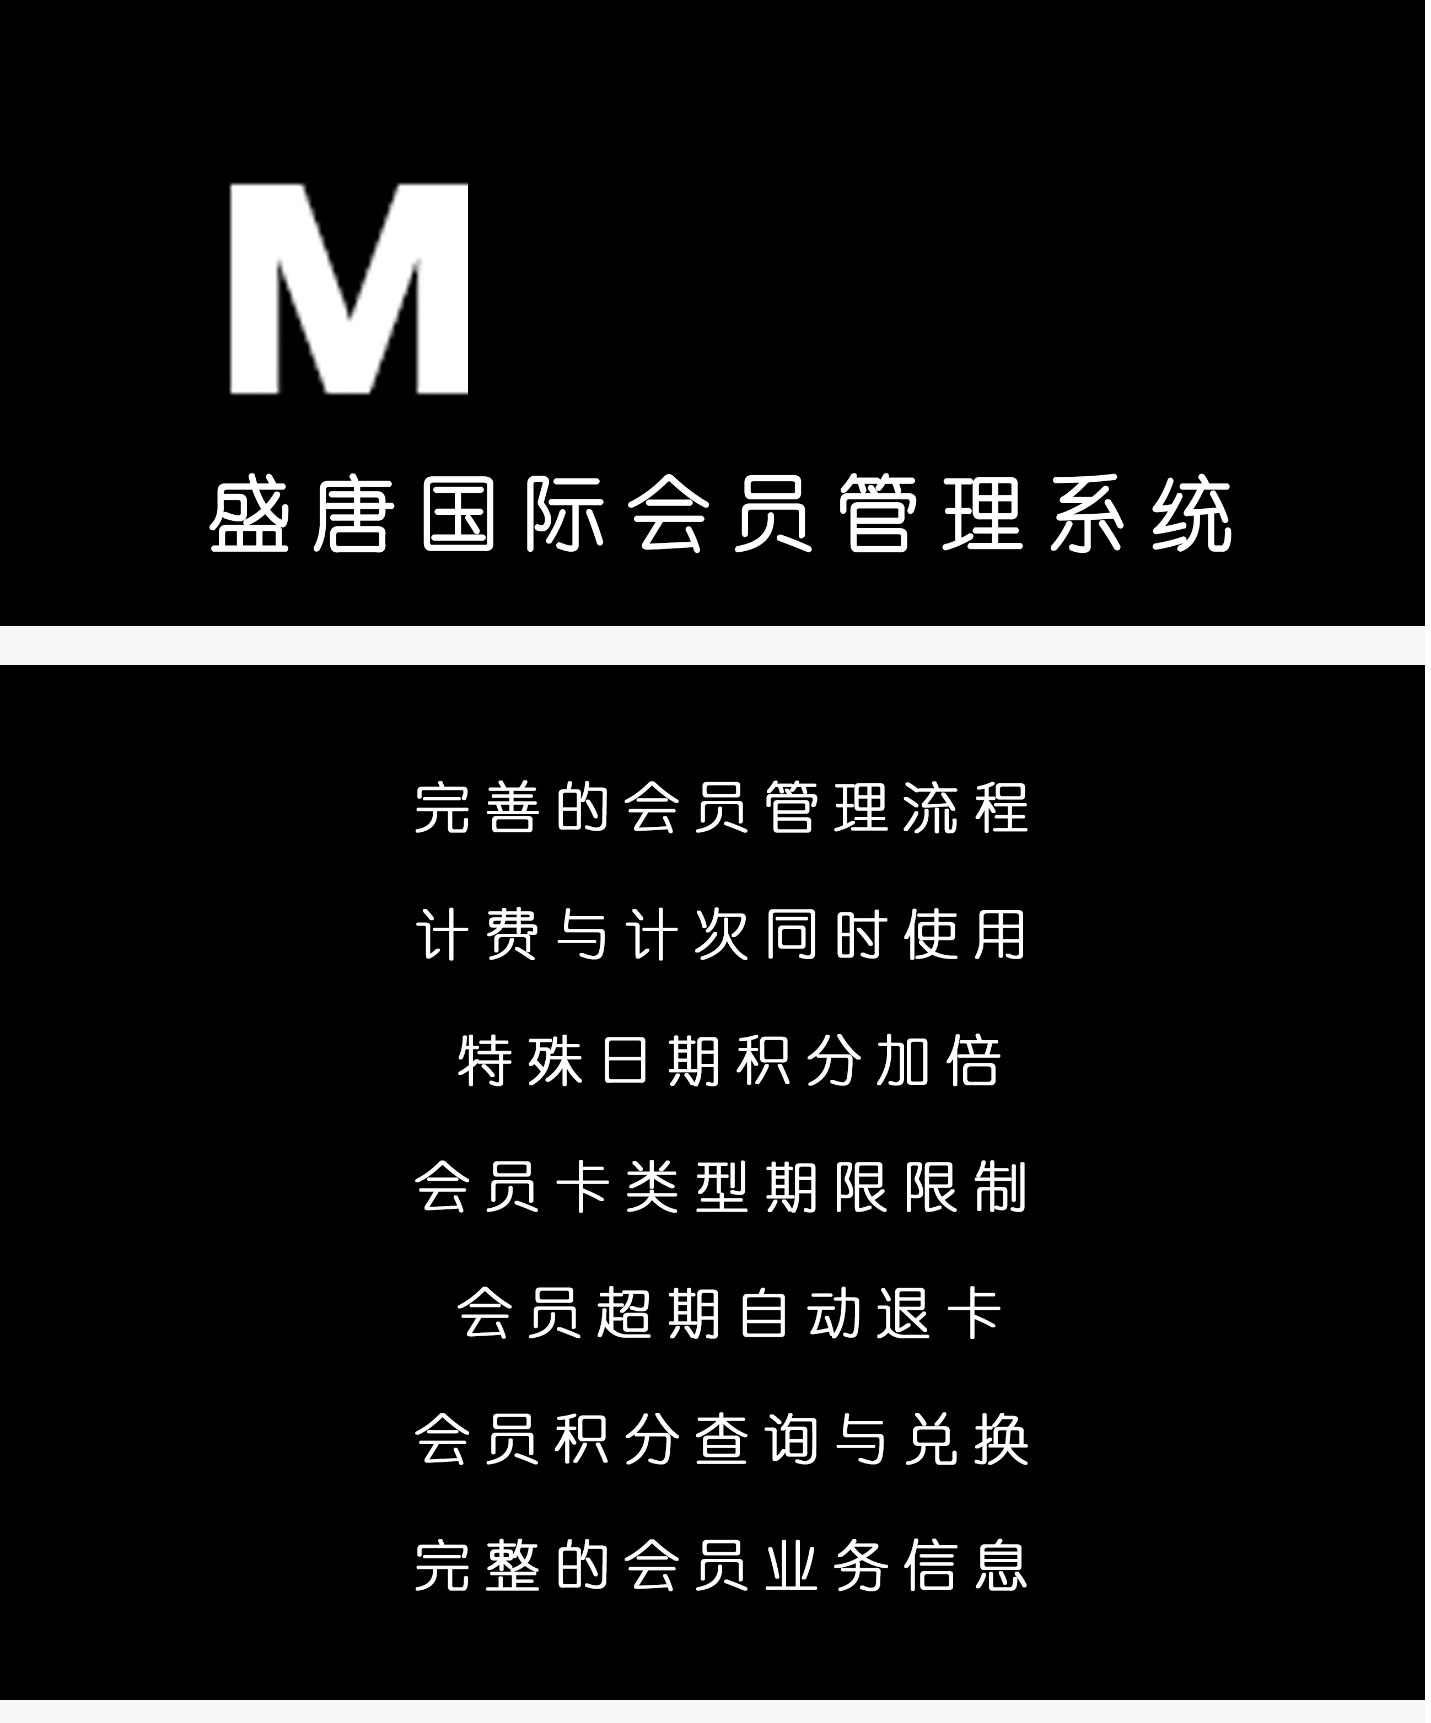 M
盛唐国际会员管理系统
完善的会员管理流程
计费与计次同时使用
特殊日期积分加倍
会员卡类型期限限制
会员超期自动退卡
会员积分查询与兑换
完整的会员业务信息